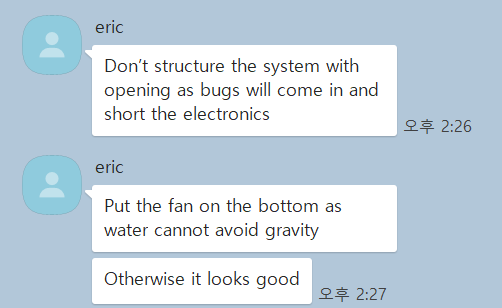 eric
Don't structure the system with
opening as bugs will come in and
short the electronics
오후 2:26
eric
Put the fan on the bottom as
water cannot avoid gravity
Otherwise it looks good
오후 2:27